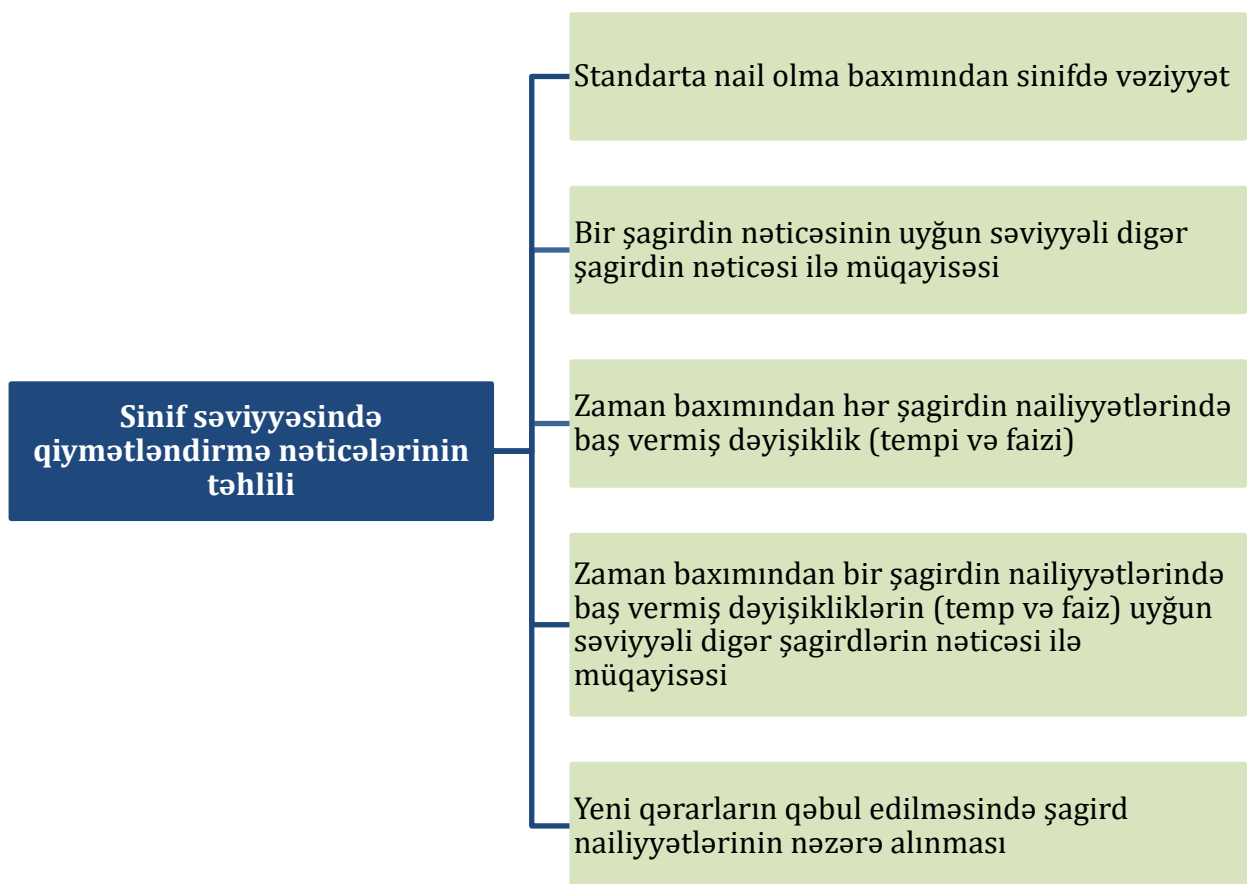 Standarta nail olma baxımından sinifdə vəziyyət
Bir şagirdin nəticəsinin uyğun səviyyəli digər
şagirdin nəticəsi ilə müqayisəsi
Sinif səviyyəsində
qiymətləndirmə nəticələrinin
təhlili
Zaman baxımından hər şagirdin nailiyyətlərində
baş vermiş dəyişiklik (tempi və faizi)
Zaman baxımından bir şagirdin nailiyyətlərində
baş vermiş dəyişikliklərin (temp və faiz) uyğun
səviyyəli digər şagirdlərin nəticəsi ilə
müqayisəsi
Yeni qərarların qəbul edilməsində şagird
nailiyyətlərinin nəzərə alınması